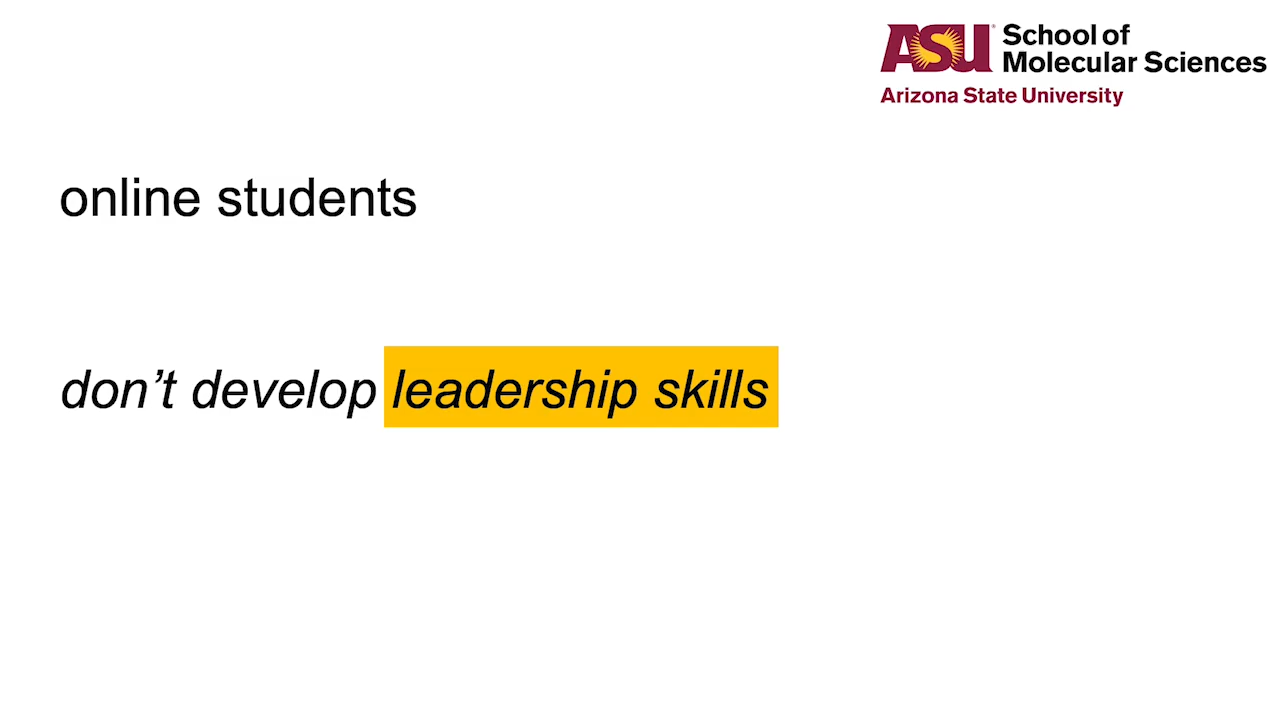 ASU School of
Molecular Sciences
Arizona State University
online students
don’t develop leadership skills